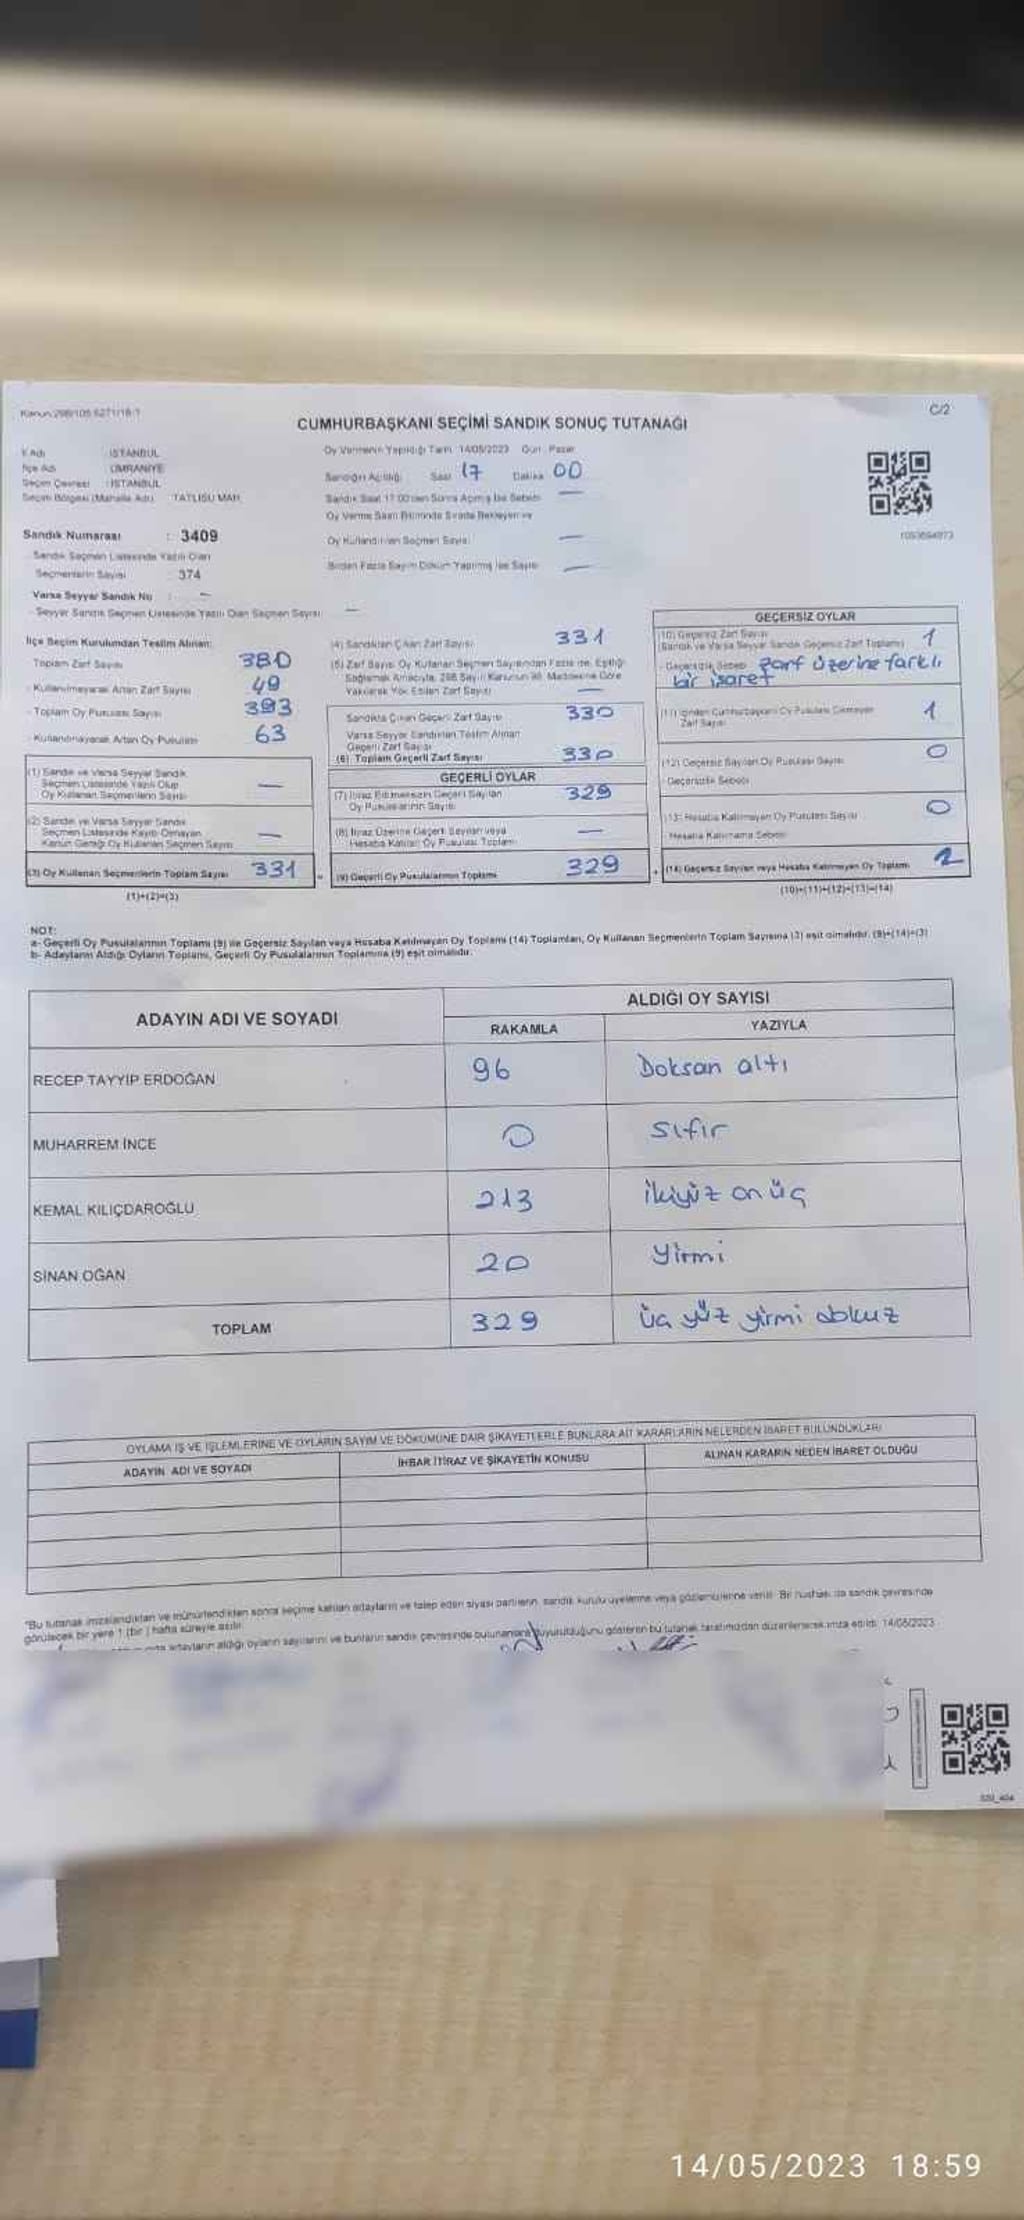 Kanun:298/105 6271/18-1
C/2
CUMHURBAŞKANI SEÇİMİ SANDIK SONUÇ TUTANAĞI
İl Adı : İSTANBUL
İlçe Adı : ÜMRANİYE
Seçim Çevresi : İSTANBUL
Seçim Bölgesi (Mahalle Adı) : TATLISU MAH.
Sandık Numarası : 3409
Sandık Seçmen Listesinde Yazılı Olan
Seçmenlerin Sayısı : 374
Varsa Seyyar Sandık No : -
Seyyar Sandık Seçmen Listesinde Yazılı Olan Seçmen Sayısı: —
Oy Vermenin Yapıldığı Tarih: 14/05/2023 Gün: Pazar
Sandığın Açıldığı: Saat 17 Dakika 00
Sandık Saat 17:00'den Sonra Açılmış İse Sebebi: —
Oy Verme Saati Bitiminde Sırada Bekleyen ve
Oy Kullandırılan Seçmen Sayısı: —
Birden Fazla Sayım Döküm Yapılmış İse Sayısı: —
İlçe Seçim Kurulundan Teslim Alınan:
Toplam Zarf Sayısı 380
- Kullanılmayarak Artan Zarf Sayısı 49
- Toplam Oy Pusulası Sayısı 393
- Kullanılmayarak Artan Oy Pusulası 63
(1) Sandık ve Varsa Seyyar Sandık
Seçmen Listesinde Yazılı Olup
Oy Kullanan Seçmenlerin Sayısı —
(2) Sandık ve Varsa Seyyar Sandık
Seçmen Listesinde Kayıtlı Olmayan
Kanun Gereği Oy Kullanan Seçmen Sayısı —
(3) Oy Kullanan Seçmenlerin Toplam Sayısı 331
(1)+(2)=(3)
(4) Sandıktan Çıkan Zarf Sayısı 331
(5) Zarf Sayısı Oy Kullanan Seçmen Sayısından Fazla ise, Eşitliği
Sağlamak Amacıyla, 298 Sayılı Kanunun 98. Maddesine Göre
Yakılarak Yok Edilen Zarf Sayısı —
Sandıkta Çıkan Geçerli Zarf Sayısı 330
Varsa Seyyar Sandıktan Teslim Alınan
Geçerli Zarf Sayısı
(6) Toplam Geçerli Zarf Sayısı 330
GEÇERLİ OYLAR
(7) İtiraz Edilmeksizin Geçerli Sayılan
Oy Pusulalarının Sayısı 329
(8) İtiraz Üzerine Geçerli Sayılan veya
Hesaba Katılan Oy Pusulası Toplamı —
(9) Geçerli Oy Pusulalarının Toplamı 329
GEÇERSİZ OYLAR
(10) Geçersiz Zarf Sayısı
(Sandık ve Varsa Seyyar Sandık Geçersiz Zarf Toplamı) 1
- Geçersizlik Sebebi: zarf üzerine farklı
bir işaret
(11) İçinden Cumhurbaşkanı Oy Pusulası Çıkmayan
Zarf Sayısı 1
(12) Geçersiz Sayılan Oy Pusulası Sayısı 0
Geçersizlik Sebebi:
(13) Hesaba Katılmayan Oy Pusulası Sayısı 0
Hesaba Katılmama Sebebi:
(14) Geçersiz Sayılan veya Hesaba Katılmayan Oy Toplamı 2
(10)+(11)+(12)+(13)=(14)
NOT:
a- Geçerli Oy Pusulalarının Toplamı (9) ile Geçersiz Sayılan veya Hesaba Katılmayan Oy Toplamı (14) Toplamları, Oy Kullanan Seçmenlerin Toplam Sayısına (3) eşit olmalıdır. (9)+(14)=(3)
b- Adayların Aldığı Oyların Toplamı, Geçerli Oy Pusulalarının Toplamına (9) eşit olmalıdır.
ADAYIN ADI VE SOYADI
ALDIĞI OY SAYISI
RAKAMLA
YAZIYLA
RECEP TAYYİP ERDOĞAN 96 Doksan altı
MUHARREM İNCE 0 sıfır
KEMAL KILIÇDAROĞLU 213 ikiyüz on üç
SİNAN OĞAN 20 Yirmi
TOPLAM 329 üç yüz yirmi dokuz
OYLAMA İŞ VE İŞLEMLERİNE VE OYLARIN SAYIM VE DÖKÜMÜNE DAİR ŞİKAYETLERLE BUNLARA AİT KARARLARIN NELERDEN İBARET BULUNDUKLARI
ADAYIN ADI VE SOYADI
İHBAR İTİRAZ VE ŞİKAYETİN KONUSU
ALINAN KARARIN NEDEN İBARET OLDUĞU
*Bu tutanak imzalandıktan ve mühürlendikten sonra seçime katılan adayların ve talep eden siyasi partilerin, sandık kurulu üyelerine veya gözlemcilerine verilir. Bir nüshası da sandık çevresinde
görülecek bir yere 1 (bir) hafta süreyle asılır.
adayların aldığı oyların sayılarını ve bunların sandık çevresinde bulunanlara duyurulduğunu gösteren bu tutanak tarafımızdan düzenlenerek imza edildi. 14/05/2023
14/05/2023 18:59